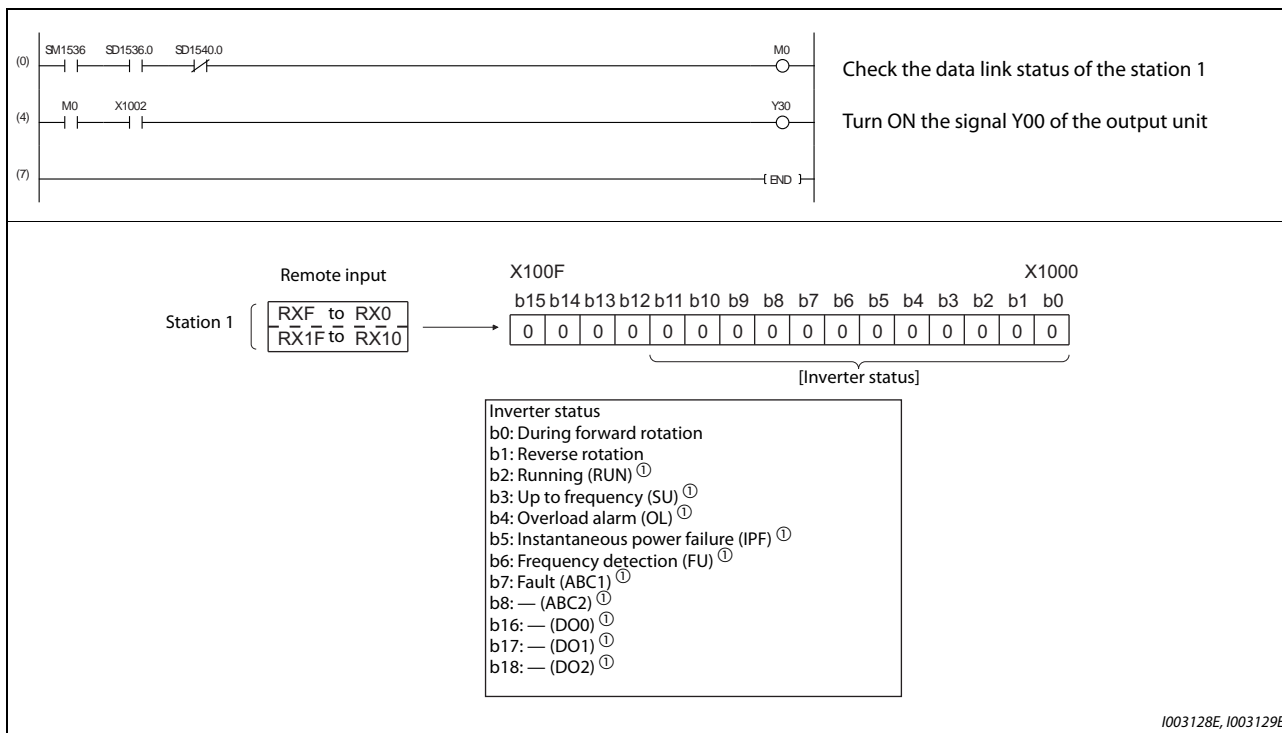 SM1536 SD1536.0 SD1540.0 M0
(0) Check the data link status of the station 1
M0 X1002 Y30
(4) Turn ON the signal Y00 of the output unit
(7) END
Remote input
Station 1
RXF to RX0
RX1F to RX10
X100F X1000
b15 b14 b13 b12 b11 b10 b9 b8 b7 b6 b5 b4 b3 b2 b1 b0
0 0 0 0 0 0 0 0 0 0 0 0 0 0 0 0
[Inverter status]
Inverter status
b0: During forward rotation
b1: Reverse rotation
b2: Running (RUN) ①
b3: Up to frequency (SU) ①
b4: Overload alarm (OL) ①
b5: Instantaneous power failure (IPF) ①
b6: Frequency detection (FU) ①
b7: Fault (ABC1) ①
b8: — (ABC2) ①
b16: — (DO0) ①
b17: — (DO1) ①
b18: — (DO2) ①
I003128E, I003129E